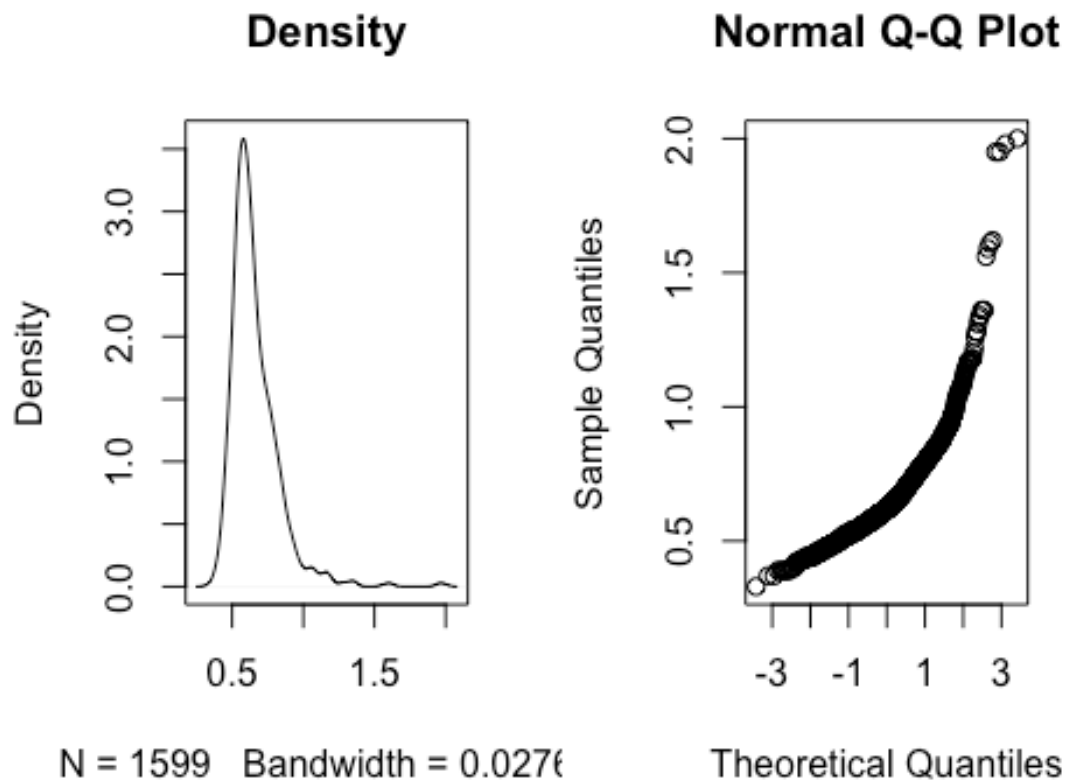 Density
Density
3.0
2.0
1.0
0.0
0.5 1.5
N = 1599 Bandwidth = 0.0276
Normal Q-Q Plot
Sample Quantiles
2.0
1.5
1.0
0.5
-3 -1 1 3
Theoretical Quantiles